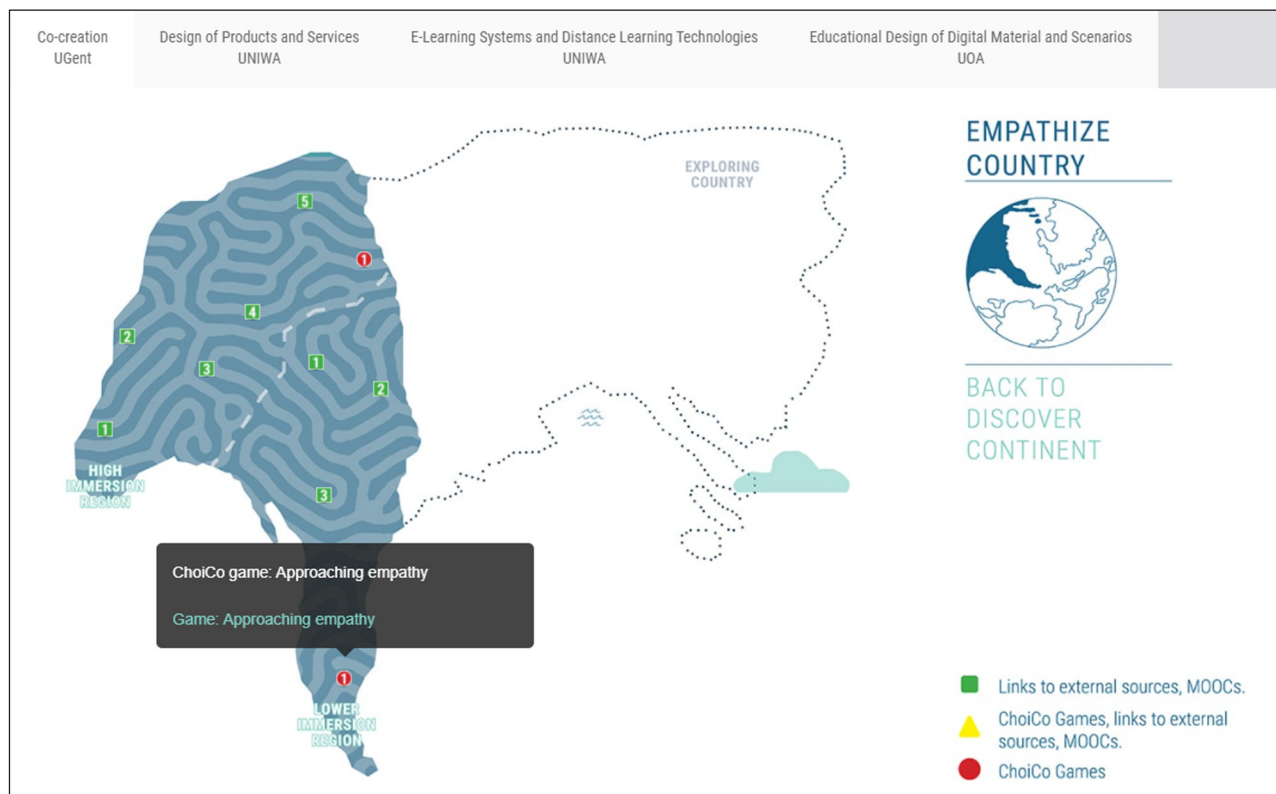 Co-creation
UGent
Design of Products and Services
UNIWA
E-Learning Systems and Distance Learning Technologies
UNIWA
Educational Design of Digital Material and Scenarios
UOA
EMPATHIZE
COUNTRY
EXPLORING
COUNTRY
5
1
4
2
3
1
2
1
HIGH
IMMERSION
REGION
3
BACK TO
DISCOVER
CONTINENT
ChoiCo game: Approaching empathy
Game: Approaching empathy
1
LOWER
IMMERSION
REGION
Links to external sources, MOOCs.
ChoiCo Games, links to external
sources, MOOCs.
ChoiCo Games